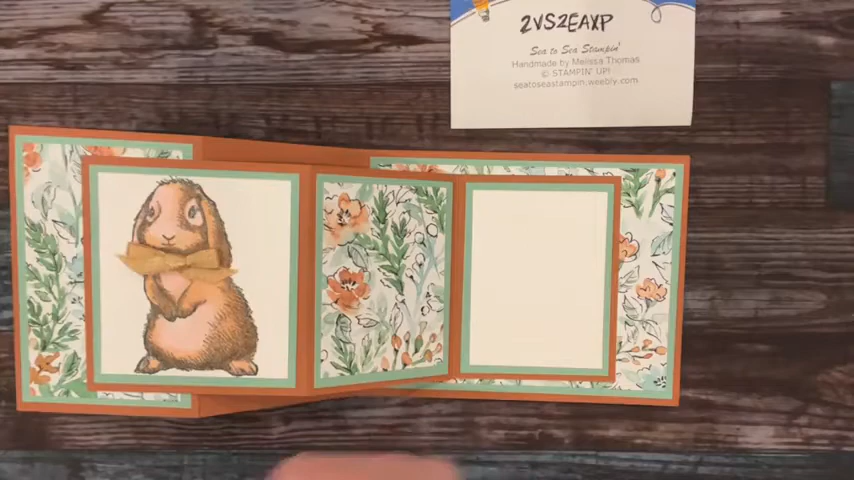 2VS2EAXP
Sea to Sea Stampin'
Handmade by Melissa Thomas
© STAMPIN' UP!
seatoseastampin.weebly.com